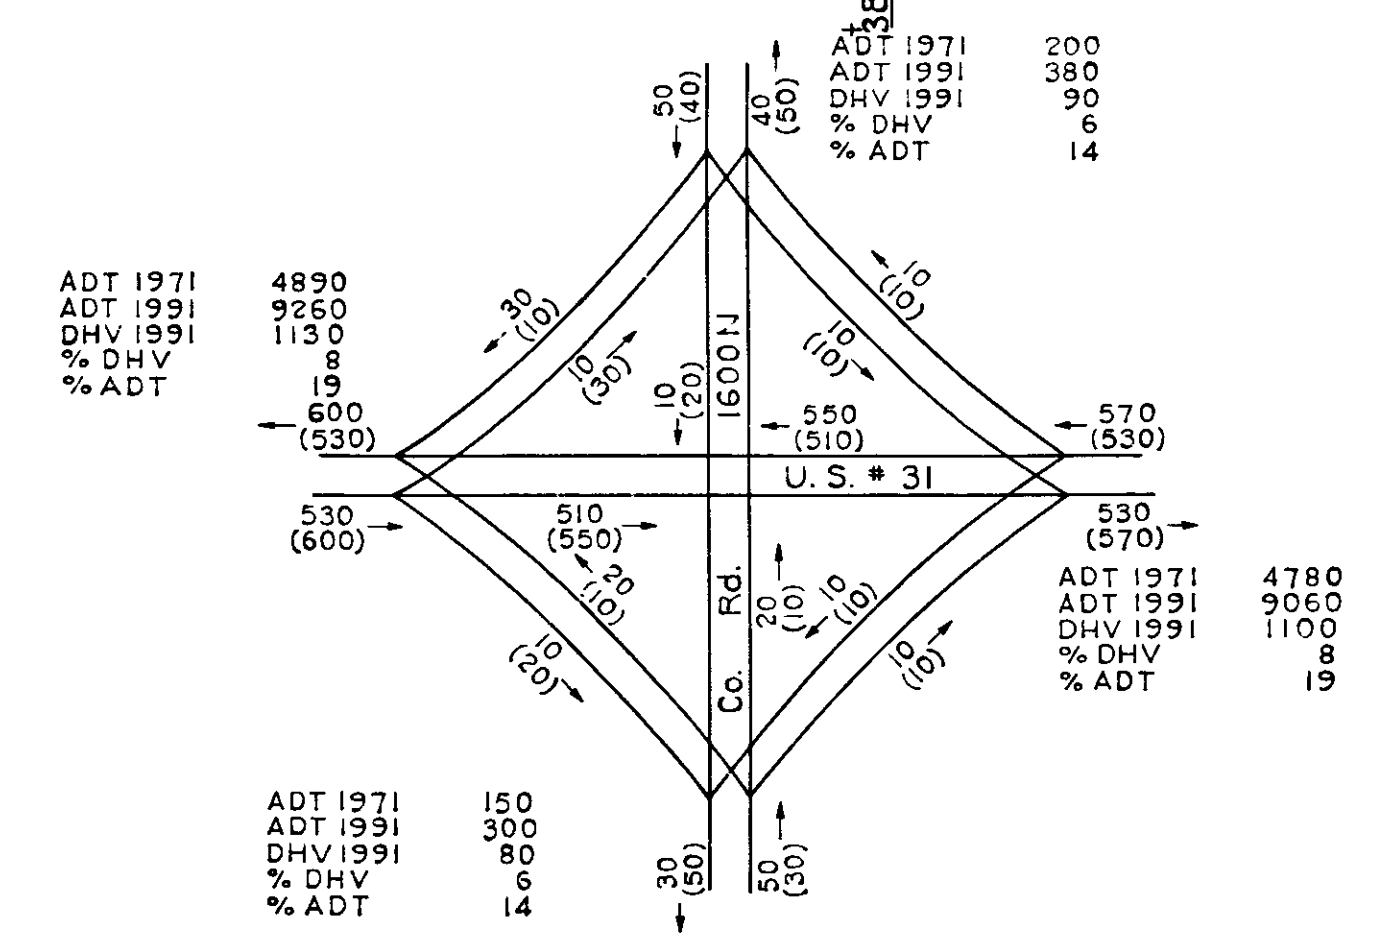 +38
ADT 1971 200
ADT 1991 380
DHV 1991 90
% DHV 6
% ADT 14
50
(40)
40
(50)
ADT 1971 4890
ADT 1991 9260
DHV 1991 1130
% DHV 8
% ADT 19
30
(10)
10
(30)
10
(20)
1600 N
10
(10)
10
(10)
600
(530)
550
(510)
570
(530)
U. S. # 31
530
(600)
510
(550)
530
(570)
20
(10)
10
(20)
Co. Rd.
20
(10)
10
(10)
10
(10)
ADT 1971 4780
ADT 1991 9060
DHV 1991 1100
% DHV 8
% ADT 19
ADT 1971 150
ADT 1991 300
DHV 1991 80
% DHV 6
% ADT 14
30
(50)
50
(30)